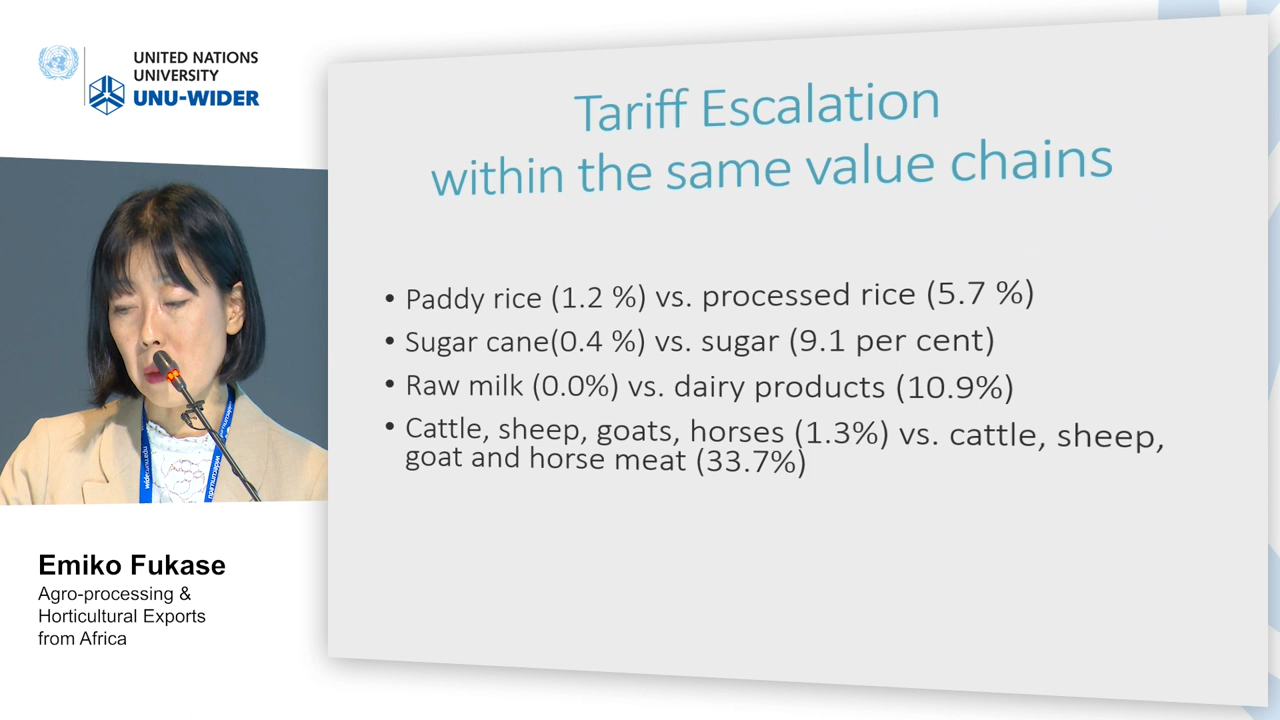 UNITED NATIONS
UNIVERSITY
UNU-WIDER
Tariff Escalation
within the same value chains
• Paddy rice (1.2 %) vs. processed rice (5.7 %)
• Sugar cane(0.4 %) vs. sugar (9.1 per cent)
• Raw milk (0.0%) vs. dairy products (10.9%)
• Cattle, sheep, goats, horses (1.3%) vs. cattle, sheep,
goat and horse meat (33.7%)
Emiko Fukase
Agro-processing &
Horticultural Exports
from Africa